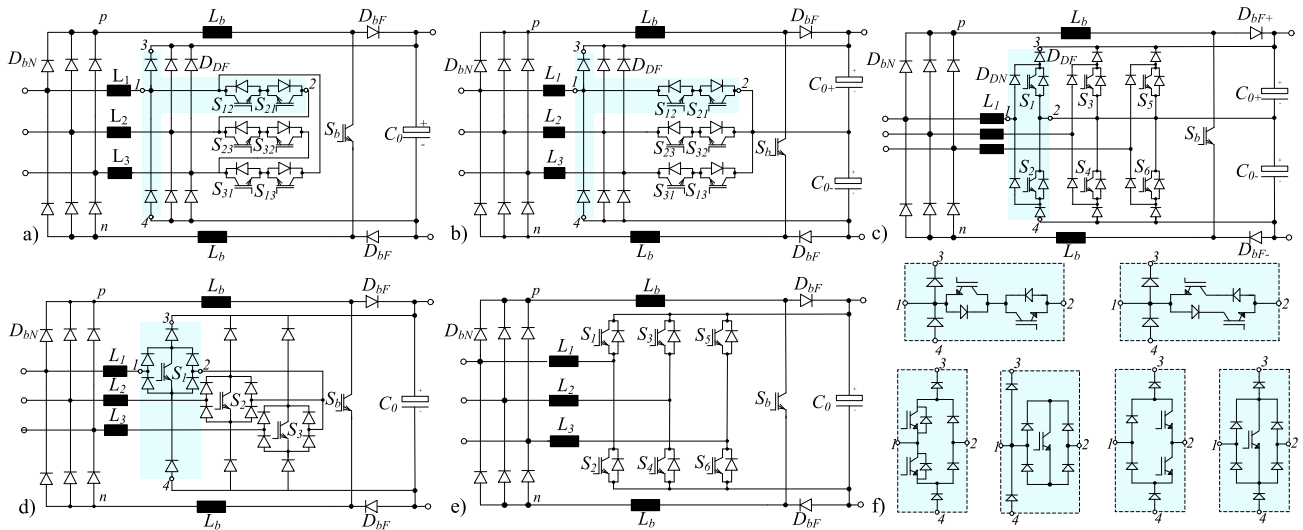 a) p L_b D_bF
D_bN 3 D_DF
L_1 1 S_12 S_21 2
L_2 S_23 S_32 S_b C_0 + -
L_3 S_31 S_13
4 n L_b D_bF
b) p L_b D_bF
D_bN 3 D_DF
L_1 1 S_12 S_21 2 C_0+ + -
L_2 S_23 S_32 S_b
L_3 S_31 S_13 C_0- + -
4 n L_b D_bF
c) p L_b D_bF+
D_bN 3 D_DF
D_DN S_1 S_3 S_5 C_0+ + -
L_1 1 2 S_b
S_2 S_4 S_6 C_0- + -
4 n L_b D_bF-
d) p L_b D_bF
D_bN 3
L_1 1 S_1 2
L_2 S_2 S_b C_0 + -
L_3 S_3
4 n L_b D_bF
e) p L_b D_bF
D_bN S_1 S_3 S_5
L_1
L_2 S_b C_0 + -
L_3
S_2 S_4 S_6
n L_b D_bF
f) 3 3
1 2 1 2
4 4
3 3 3 3
1 2 1 2 1 2 1 2
4 4 4 4